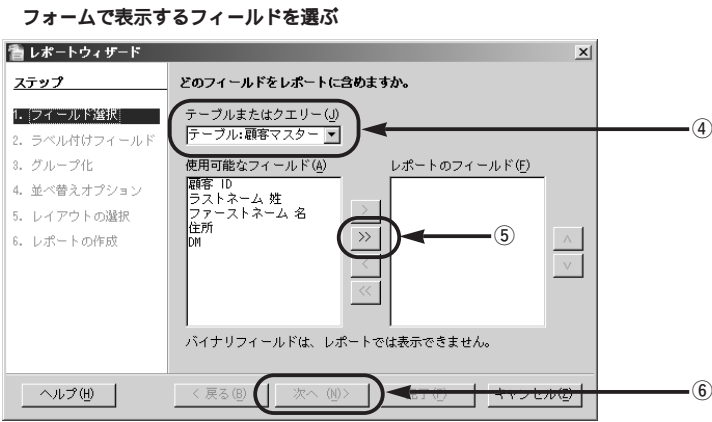 フォームで表示するフィールドを選ぶ
レポートウィザード
ステップ
どのフィールドをレポートに含めますか。
1. フィールド選択
2. ラベル付けフィールド
3. グループ化
4. 並べ替えオプション
5. レイアウトの選択
6. レポートの作成
テーブルまたはクエリー(J)
テーブル:顧客マスター
④
使用可能なフィールド(A)
レポートのフィールド(F)
顧客 ID
ラストネーム 姓
ファーストネーム 名
住所
DM
>
>>
<
<<
⑤
∧
∨
バイナリフィールドは、レポートでは表示できません。
ヘルプ(H)
< 戻る(B)
次へ (N)>
完了(F)
キャンセル(Z)
⑥